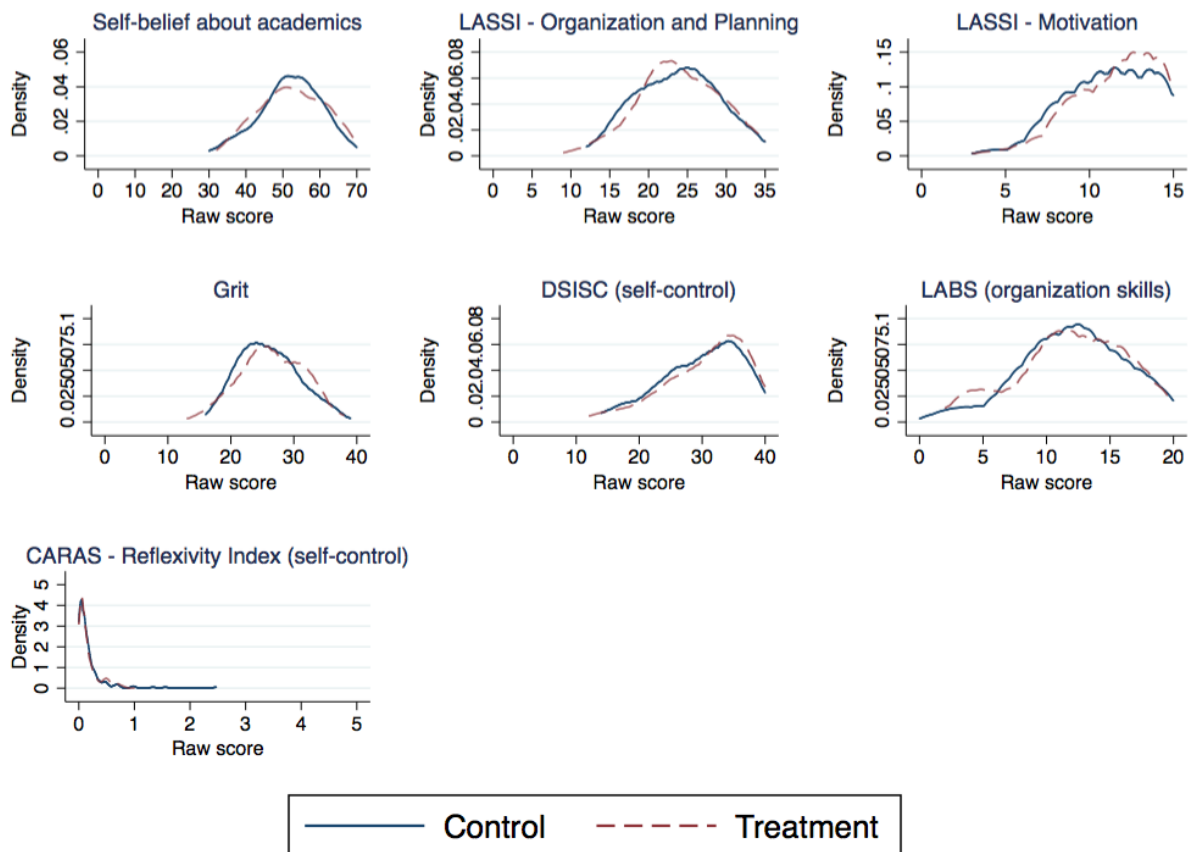 Self-belief about academics
Density
0 .02 .04 .06
0 10 20 30 40 50 60 70
Raw score
LASSI - Organization and Planning
Density
0 .02.04.06.08
0 5 10 15 20 25 30 35
Raw score
LASSI - Motivation
Density
0 .05 .1 .15
0 5 10 15
Raw score
Grit
Density
0.02505075.1
0 10 20 30 40
Raw score
DSISC (self-control)
Density
0 .02.04.06.08
0 10 20 30 40
Raw score
LABS (organization skills)
Density
0.02505075.1
0 5 10 15 20
Raw score
CARAS - Reflexivity Index (self-control)
Density
0 1 2 3 4 5
0 1 2 3 4 5
Raw score
Control Treatment